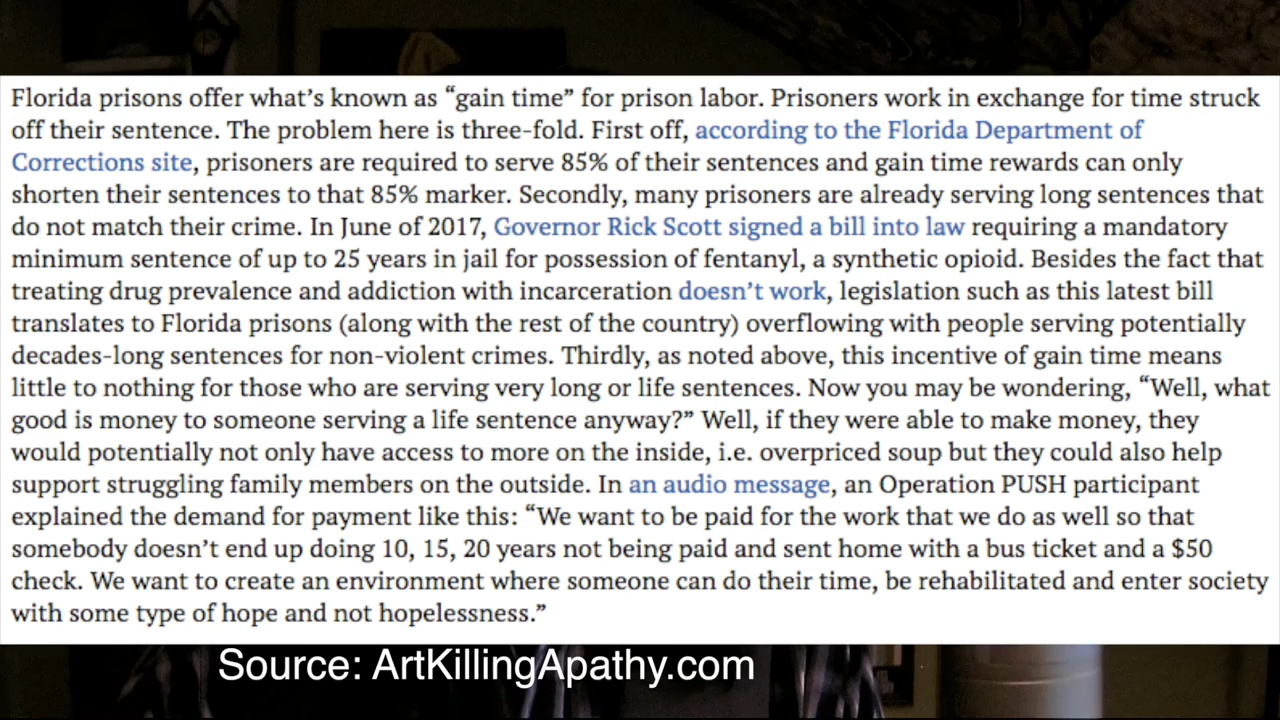 Florida prisons offer what’s known as “gain time” for prison labor. Prisoners work in exchange for time struck
off their sentence. The problem here is three-fold. First off, according to the Florida Department of
Corrections site, prisoners are required to serve 85% of their sentences and gain time rewards can only
shorten their sentences to that 85% marker. Secondly, many prisoners are already serving long sentences that
do not match their crime. In June of 2017, Governor Rick Scott signed a bill into law requiring a mandatory
minimum sentence of up to 25 years in jail for possession of fentanyl, a synthetic opioid. Besides the fact that
treating drug prevalence and addiction with incarceration doesn’t work, legislation such as this latest bill
translates to Florida prisons (along with the rest of the country) overflowing with people serving potentially
decades-long sentences for non-violent crimes. Thirdly, as noted above, this incentive of gain time means
little to nothing for those who are serving very long or life sentences. Now you may be wondering, “Well, what
good is money to someone serving a life sentence anyway?” Well, if they were able to make money, they
would potentially not only have access to more on the inside, i.e. overpriced soup but they could also help
support struggling family members on the outside. In an audio message, an Operation PUSH participant
explained the demand for payment like this: “We want to be paid for the work that we do as well so that
somebody doesn’t end up doing 10, 15, 20 years not being paid and sent home with a bus ticket and a $50
check. We want to create an environment where someone can do their time, be rehabilitated and enter society
with some type of hope and not hopelessness.”
Source: ArtKillingApathy.com